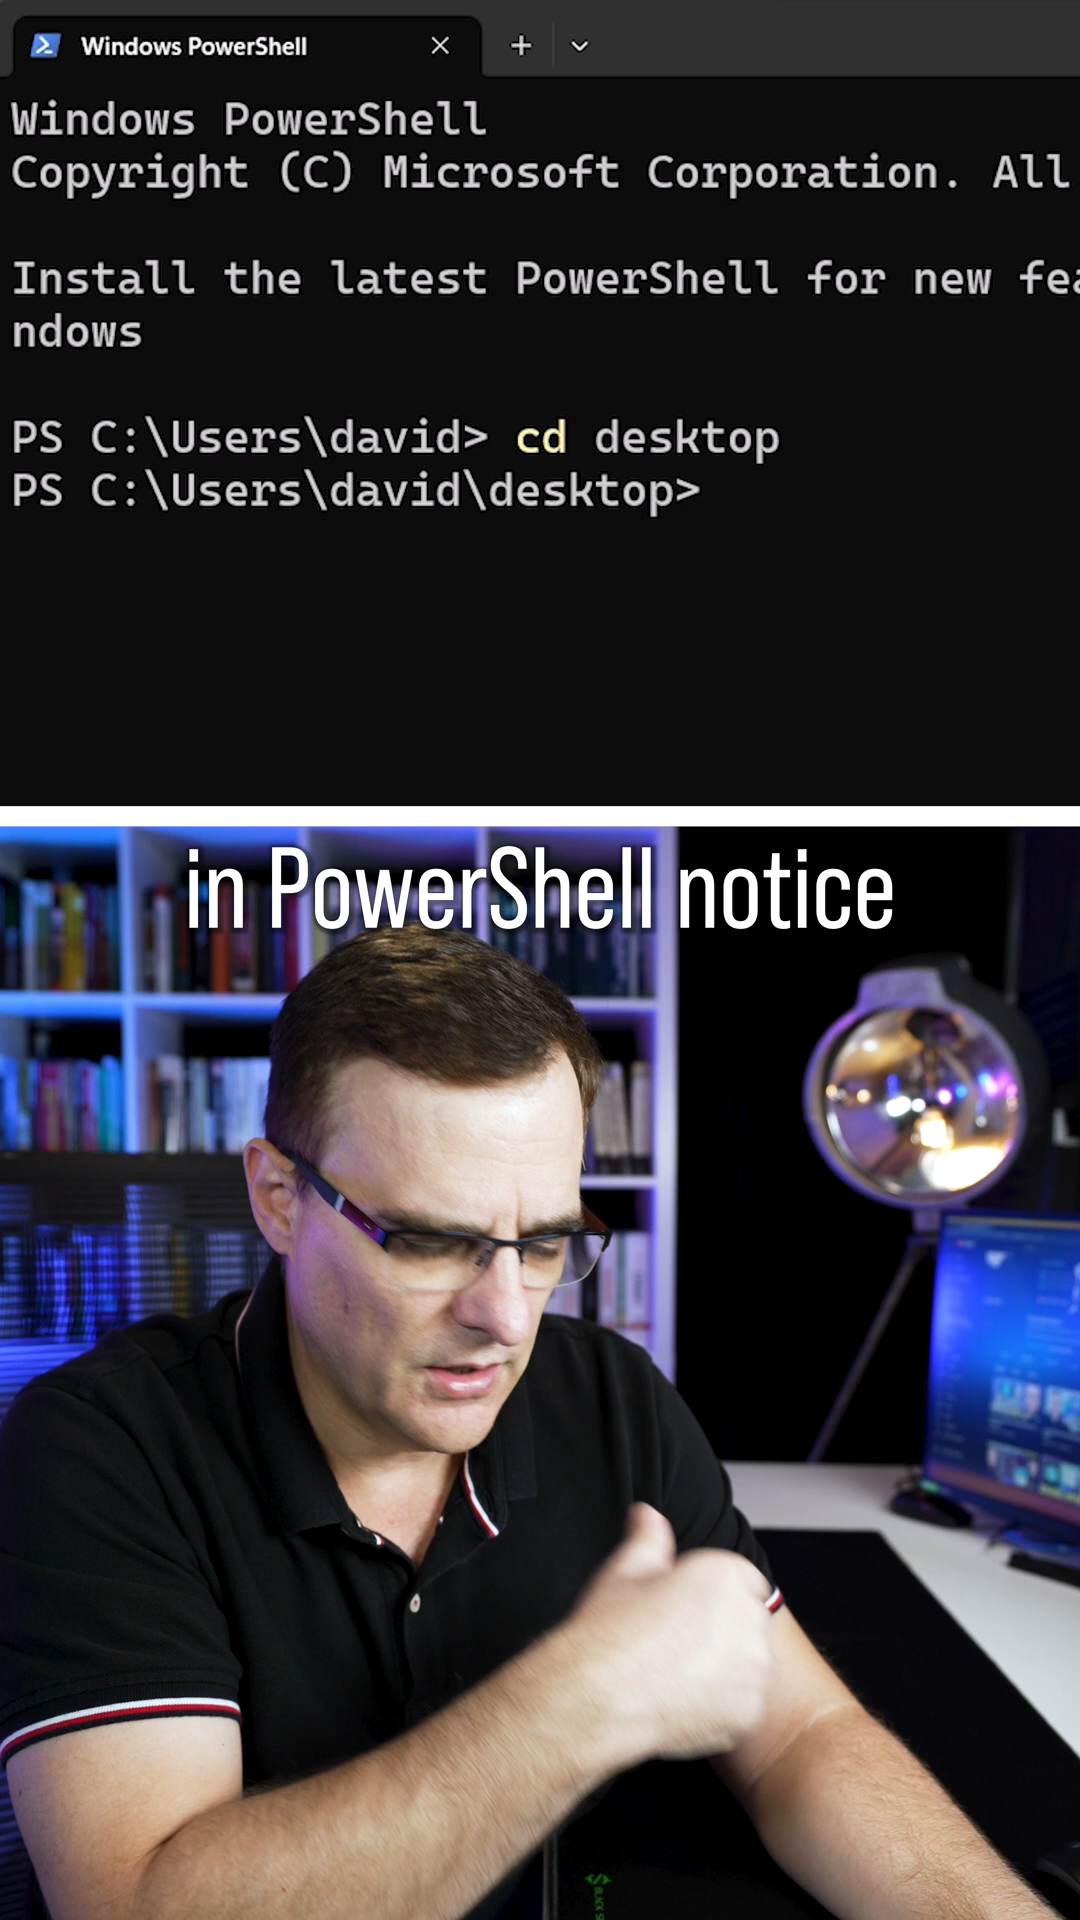 Windows PowerShell
Windows PowerShell
Copyright (C) Microsoft Corporation. All
Install the latest PowerShell for new fea
ndows
PS C:\Users\david> cd desktop
PS C:\Users\david\desktop>
in PowerShell notice